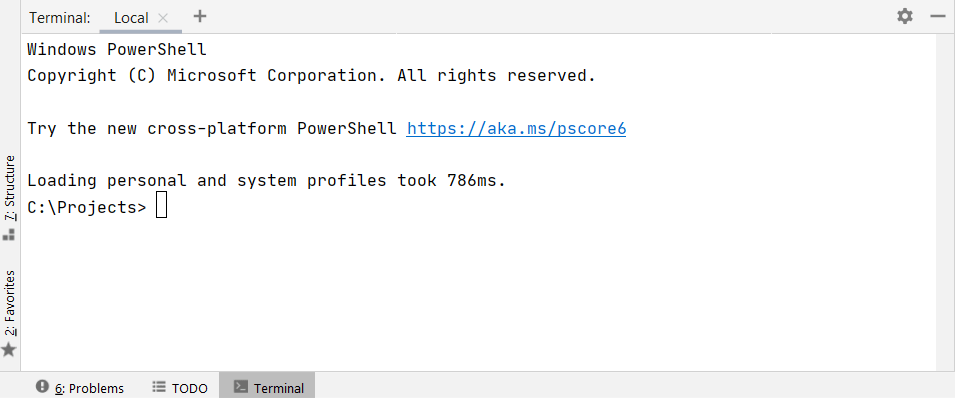 Terminal: Local
Windows PowerShell
Copyright (C) Microsoft Corporation. All rights reserved.
Try the new cross-platform PowerShell https://aka.ms/pscore6
Loading personal and system profiles took 786ms.
C:\Projects>
7: Structure
2: Favorites
6: Problems TODO Terminal